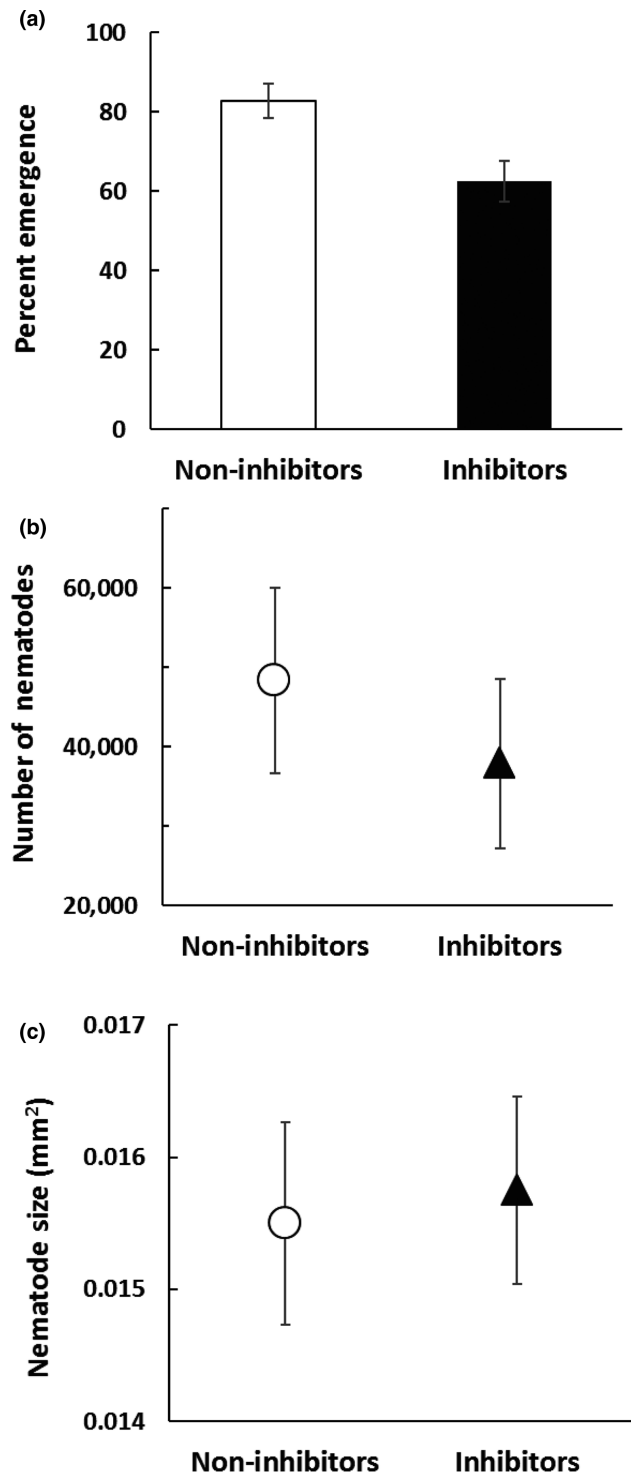 (a)
Percent emergence
100
80
60
40
20
0
Non-inhibitors Inhibitors
(b)
Number of nematodes
60,000
40,000
20,000
Non-inhibitors Inhibitors
(c)
Nematode size (mm²)
0.017
0.016
0.015
0.014
Non-inhibitors Inhibitors